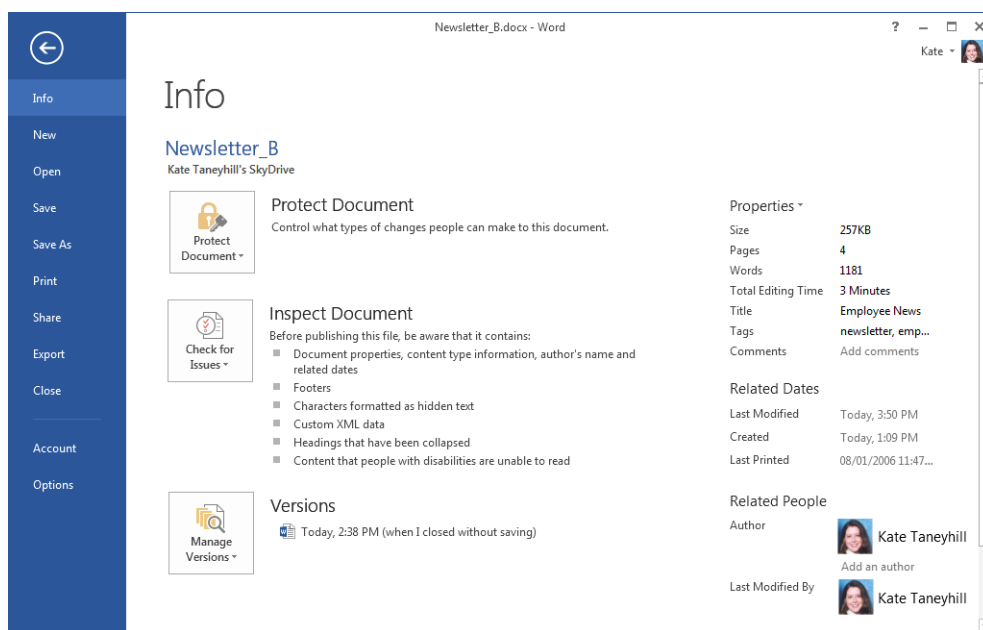 Newsletter_B.docx - Word
?
Kate
Info
New
Open
Save
Save As
Print
Share
Export
Close
Account
Options
Info
Newsletter_B
Kate Taneyhill's SkyDrive
Protect
Document
Protect Document
Control what types of changes people can make to this document.
Check for
Issues
Inspect Document
Before publishing this file, be aware that it contains:
Document properties, content type information, author's name and
related dates
Footers
Characters formatted as hidden text
Custom XML data
Headings that have been collapsed
Content that people with disabilities are unable to read
Manage
Versions
Versions
Today, 2:38 PM (when I closed without saving)
Properties
Size 257KB
Pages 4
Words 1181
Total Editing Time 3 Minutes
Title Employee News
Tags newsletter, emp...
Comments Add comments
Related Dates
Last Modified Today, 3:50 PM
Created Today, 1:09 PM
Last Printed 08/01/2006 11:47...
Related People
Author Kate Taneyhill
Add an author
Last Modified By Kate Taneyhill